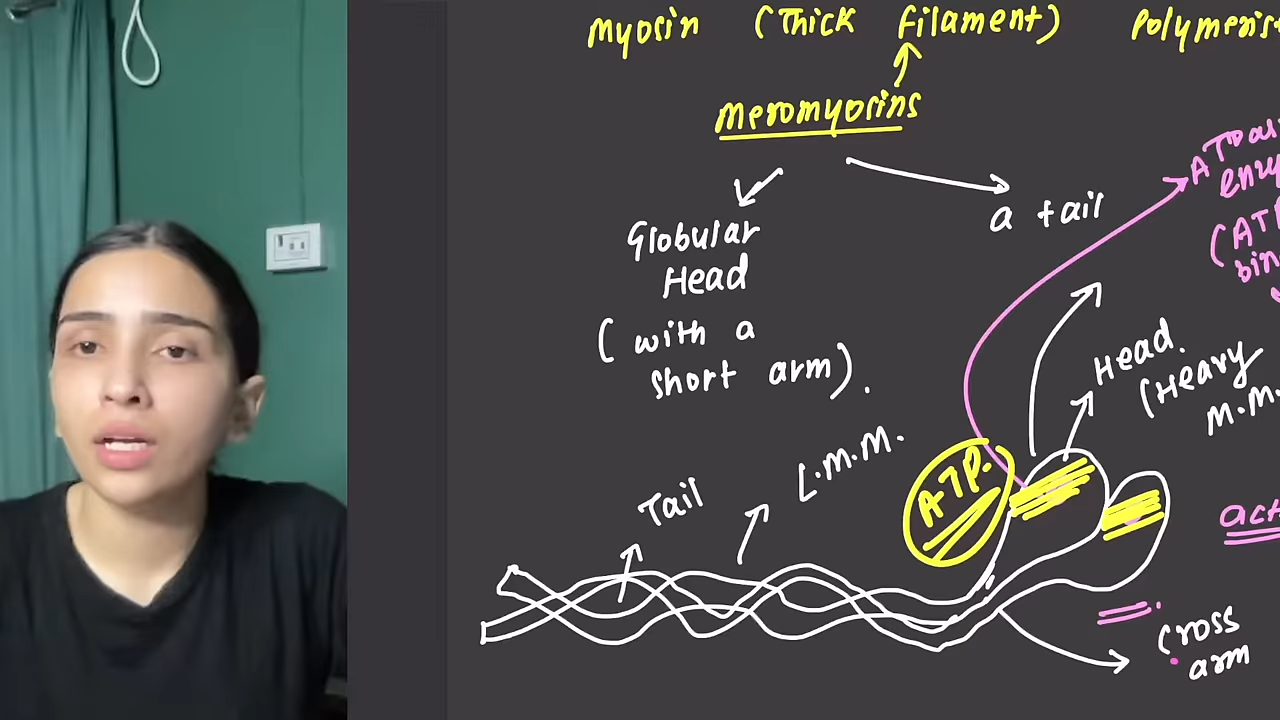 Myosin (Thick filament)
Meromyosins
a tail
Globular
Head
(with a
short arm).
Head.
(Heavy
M.M.
L.M.M.
Tail
ATP.
Cross
arm